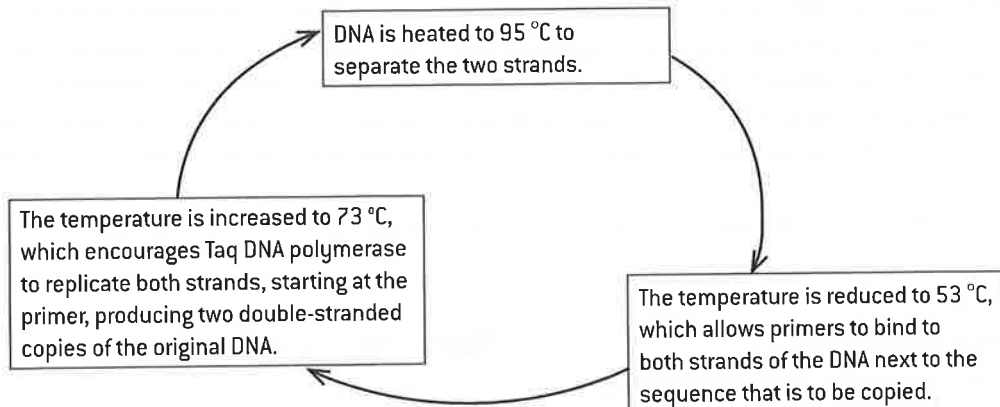 DNA is heated to 95 °C to
separate the two strands.
The temperature is reduced to 53 °C,
which allows primers to bind to
both strands of the DNA next to the
sequence that is to be copied.
The temperature is increased to 73 °C,
which encourages Taq DNA polymerase
to replicate both strands, starting at the
primer, producing two double-stranded
copies of the original DNA.